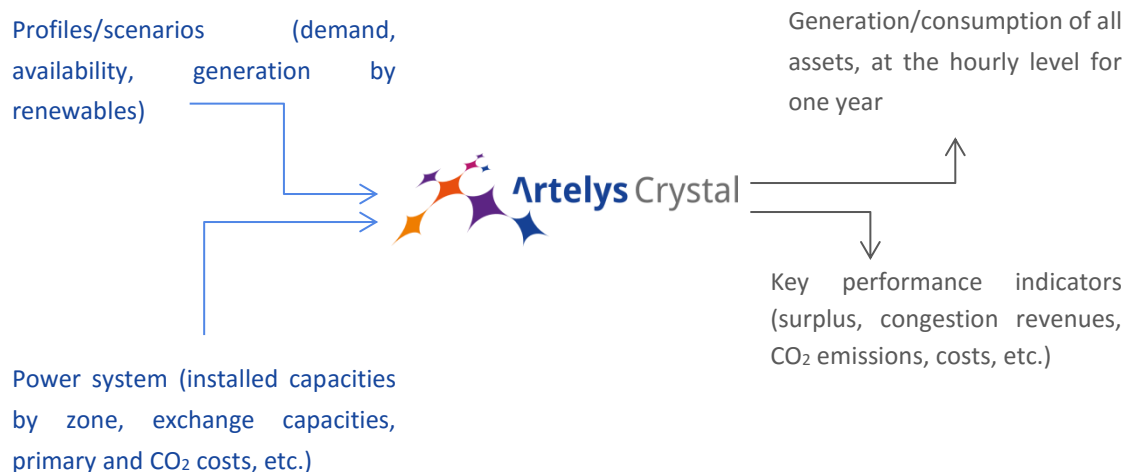 Profiles/scenarios (demand,
availability, generation by
renewables)
Generation/consumption of all
assets, at the hourly level for
one year
Artelys Crystal
Key performance indicators
(surplus, congestion revenues,
CO₂ emissions, costs, etc.)
Power system (installed capacities
by zone, exchange capacities,
primary and CO₂ costs, etc.)